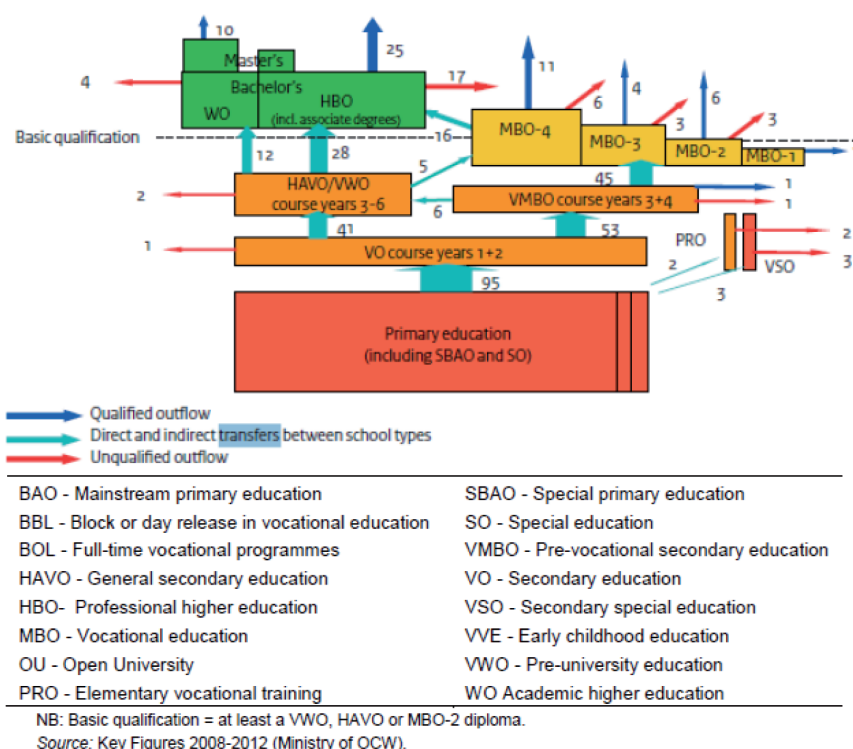 10
25
11
4
6
Master's
Bachelor's
4
17
6
3
3
WO
HBO
(incl. associate degrees)
16
MBO-4
MBO-3
MBO-2
MBO-1
Basic qualification
12
28
5
45
HAVO/VWO
course years 3-6
VMBO course years 3+4
1
1
2
6
41
53
PRO
2
1
VO course years 1+2
2
VSO
3
95
3
Primary education
(including SBAO and SO)
Qualified outflow
Direct and indirect transfers between school types
Unqualified outflow
BAO - Mainstream primary education
SBAO - Special primary education
BBL - Block or day release in vocational education
SO - Special education
BOL - Full-time vocational programmes
VMBO - Pre-vocational secondary education
HAVO - General secondary education
VO - Secondary education
HBO- Professional higher education
VSO - Secondary special education
MBO - Vocational education
VVE - Early childhood education
OU - Open University
VWO - Pre-university education
PRO - Elementary vocational training
WO Academic higher education
NB: Basic qualification = at least a VWO, HAVO or MBO-2 diploma.
Source: Key Figures 2008-2012 (Ministry of OCW).